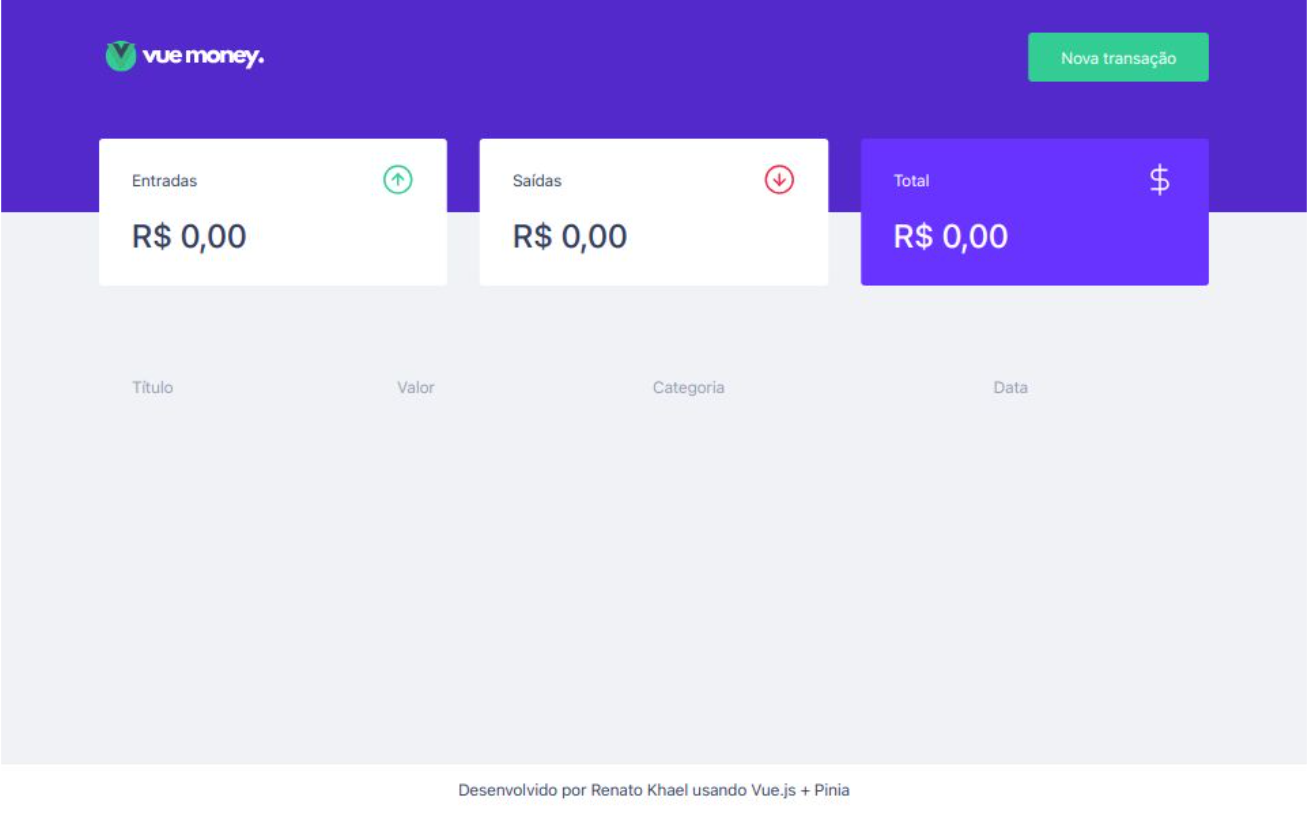 vue money.
Nova transação
Entradas
Saídas
Total
$
R$ 0,00
R$ 0,00
R$ 0,00
Título Valor Categoria Data
Desenvolvido por Renato Khael usando Vue.js + Pinia